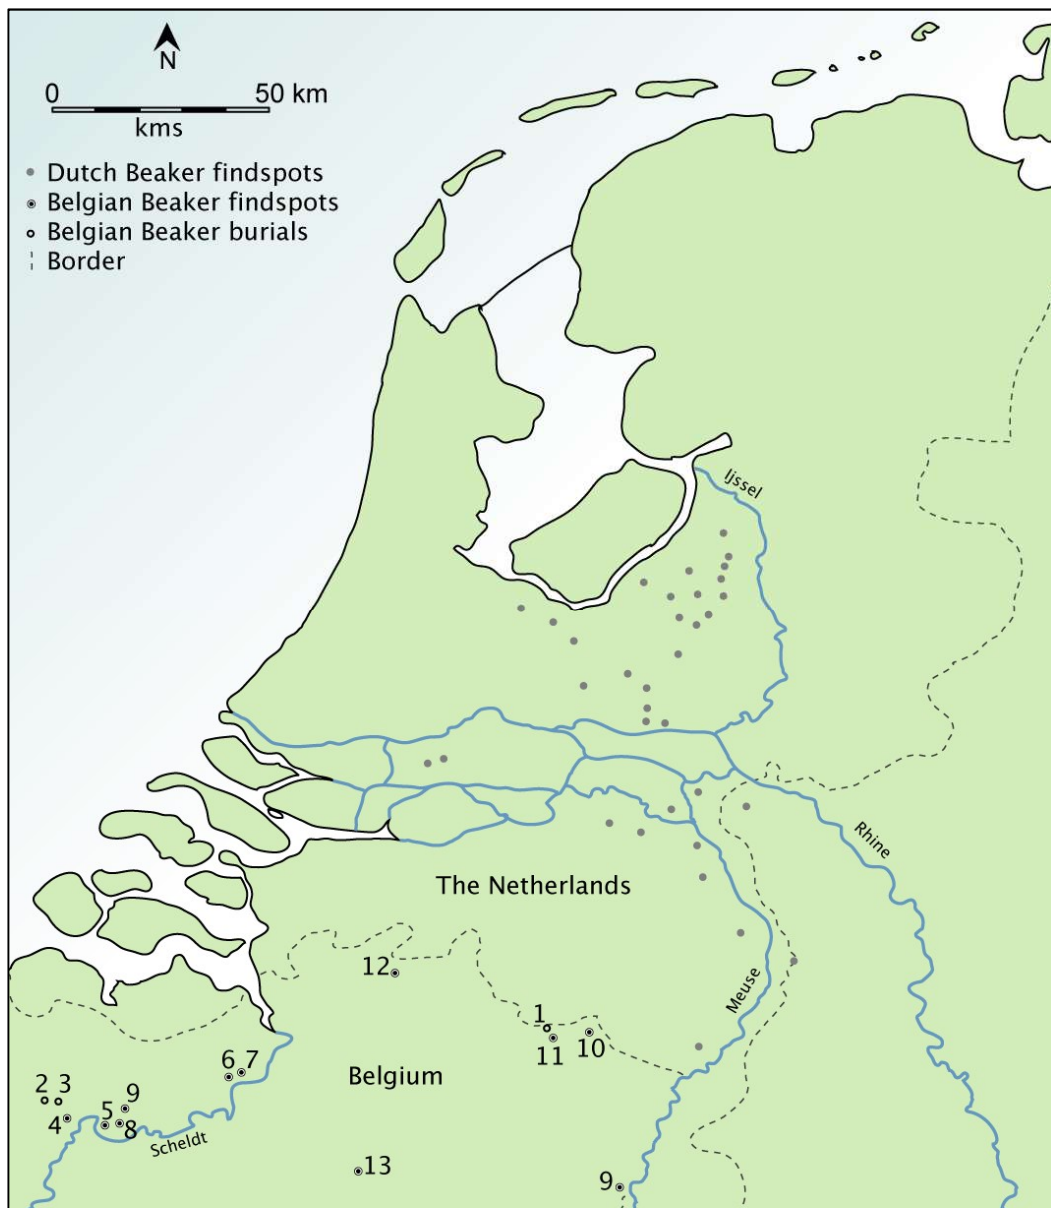 N
0 50 km
kms
Dutch Beaker findspots
Belgian Beaker findspots
Belgian Beaker burials
Border
Ijssel
Rhine
The Netherlands
12
Meuse
1
11
10
6 7
Belgium
2 3
9
4
5
8
Scheldt
13
9